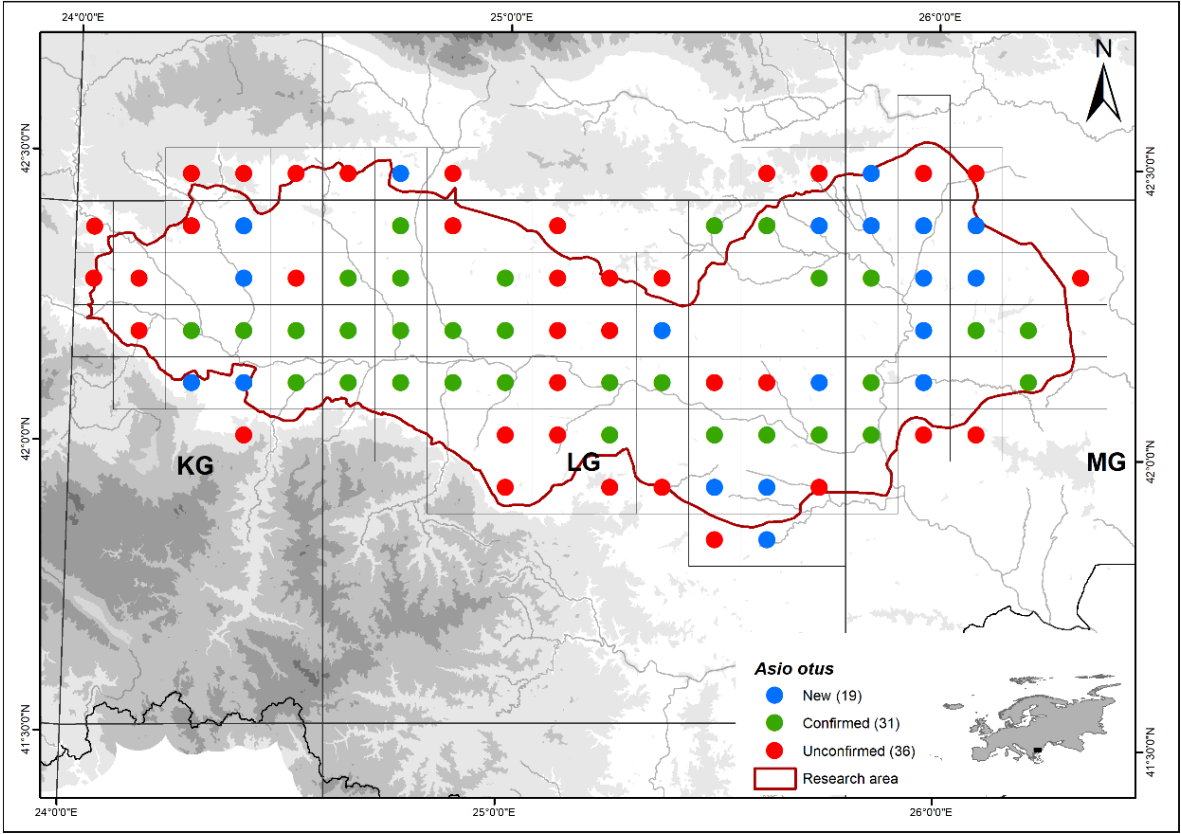 24°0'0"E 25°0'0"E 26°0'0"E
N
42°30'0"N 42°30'0"N
42°0'0"N 42°0'0"N
KG LG MG
Asio otus
New (19)
Confirmed (31)
Unconfirmed (36)
Research area
41°30'0"N 41°30'0"N
24°0'0"E 25°0'0"E 26°0'0"E